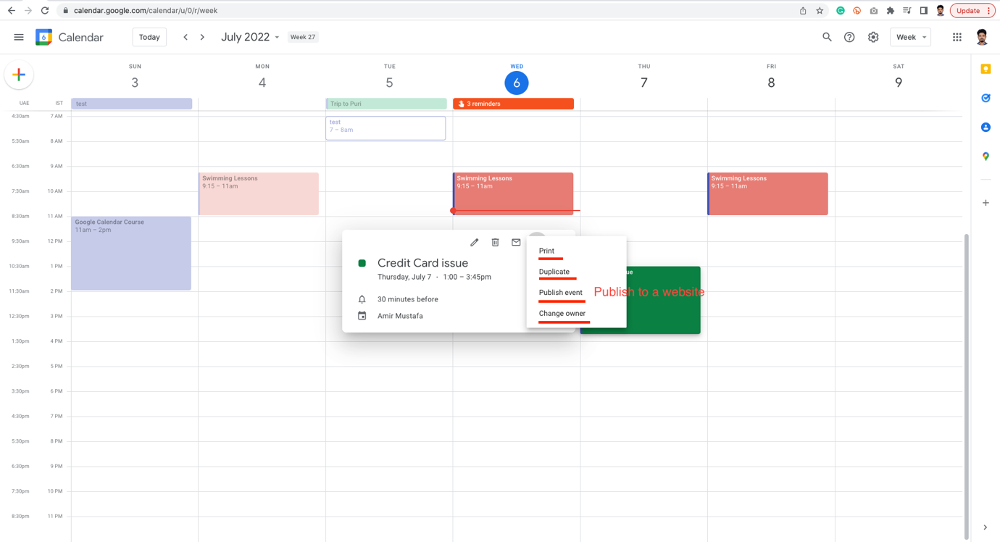 calendar.google.com/calendar/u/0/r/week
Update
6
Calendar
Today
July 2022
Week 27
Week
SUN
MON
TUE
WED
THU
FRI
SAT
3
4
5
6
7
8
9
UAE
IST
test
Trip to Puri
3 reminders
4:30am
7 AM
test
7 – 8am
5:30am
8 AM
6:30am
9 AM
Swimming Lessons
9:15 – 11am
Swimming Lessons
9:15 – 11am
Swimming Lessons
9:15 – 11am
7:30am
10 AM
8:30am
11 AM
Google Calendar Course
11am – 2pm
9:30am
12 PM
10:30am
1 PM
11:30am
2 PM
12:30pm
3 PM
1:30pm
4 PM
2:30pm
5 PM
3:30pm
6 PM
4:30pm
7 PM
5:30pm
8 PM
6:30pm
9 PM
7:30pm
10 PM
8:30pm
11 PM
Credit Card issue
Thursday, July 7 · 1:00 – 3:45pm
30 minutes before
Amir Mustafa
Print
Duplicate
Publish event
Change owner
ue
Publish to a website